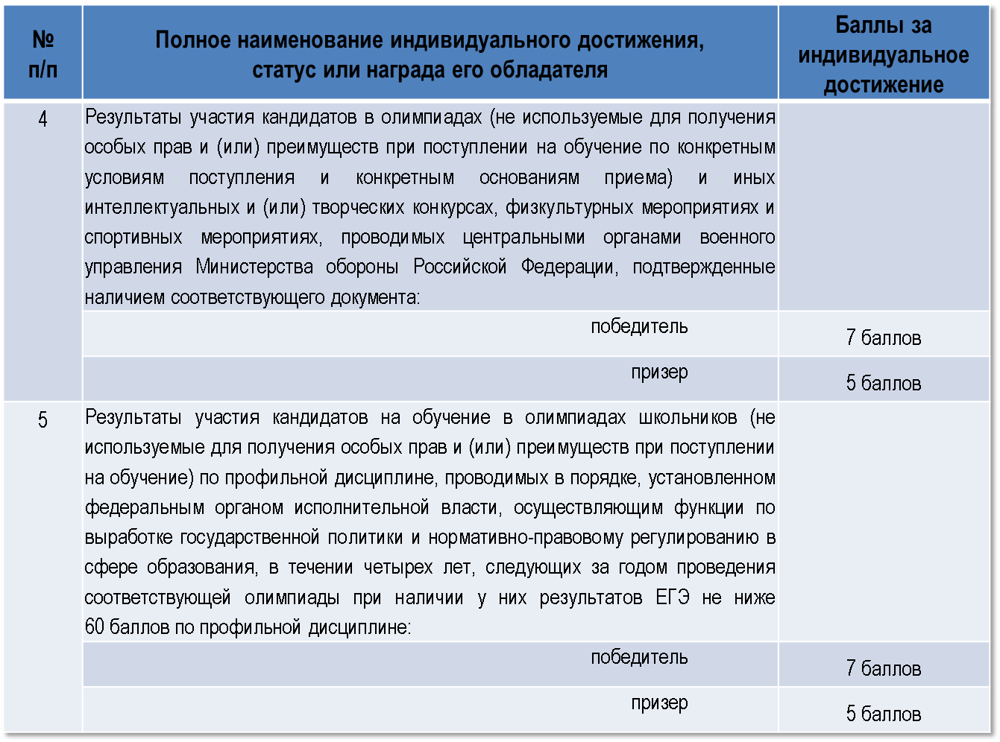 №
п/п
Полное наименование индивидуального достижения,
статус или награда его обладателя
Баллы за
индивидуальное
достижение
4
Результаты участия кандидатов в олимпиадах (не используемые для получения
особых прав и (или) преимуществ при поступлении на обучение по конкретным
условиям поступления и конкретным основаниям приема) и иных
интеллектуальных и (или) творческих конкурсах, физкультурных мероприятиях и
спортивных мероприятиях, проводимых центральными органами военного
управления Министерства обороны Российской Федерации, подтвержденные
наличием соответствующего документа:
победитель
7 баллов
призер
5 баллов
5
Результаты участия кандидатов на обучение в олимпиадах школьников (не
используемые для получения особых прав и (или) преимуществ при поступлении
на обучение) по профильной дисциплине, проводимых в порядке, установленном
федеральным органом исполнительной власти, осуществляющим функции по
выработке государственной политики и нормативно-правовому регулированию в
сфере образования, в течении четырех лет, следующих за годом проведения
соответствующей олимпиады при наличии у них результатов ЕГЭ не ниже
60 баллов по профильной дисциплине:
победитель
7 баллов
призер
5 баллов